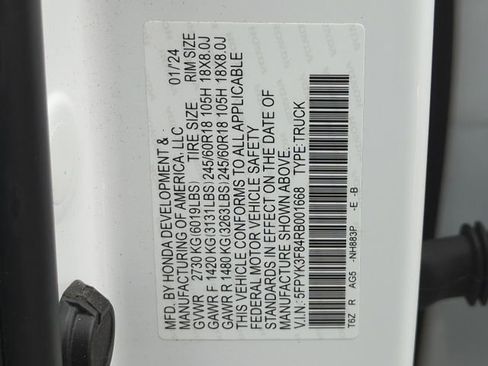 MFD. BY HONDA DEVELOPMENT & 01/'24
MANUFACTURING OF AMERICA, LLC
GVWR 2730 KG(6019LBS) TIRE SIZE RIM SIZE
GAWR F 1420 KG(3131LBS) 245/60R18 105H 18X8.0J
GAWR R 1480 KG(3263LBS) 245/60R18 105H 18X8.0J
THIS VEHICLE CONFORMS TO ALL APPLICABLE
FEDERAL MOTOR VEHICLE SAFETY
STANDARDS IN EFFECT ON THE DATE OF
MANUFACTURE SHOWN ABOVE.
V.I.N: 5FPYK3F84RB001668 TYPE:TRUCK
T6Z R AG5 -NH883P -E -B